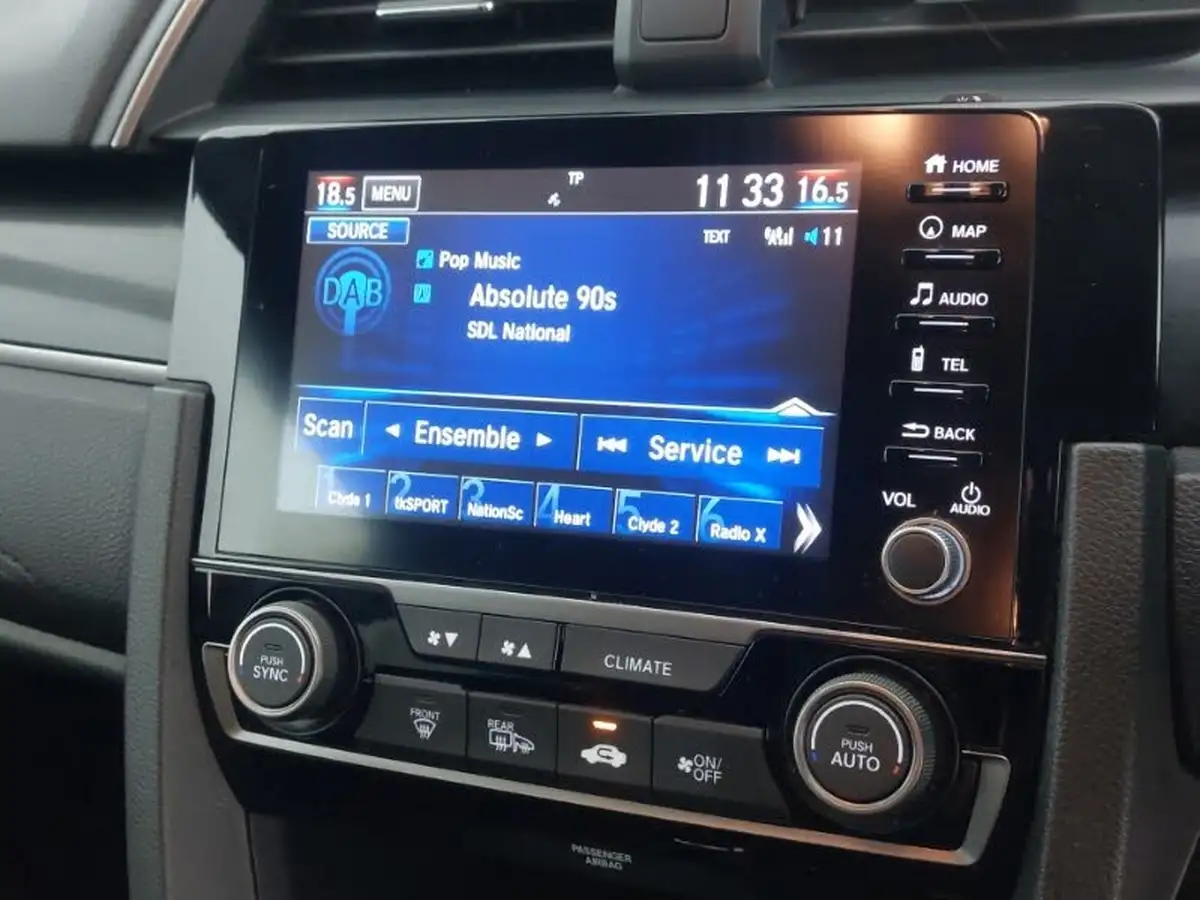 TP
18.5 MENU 11 33 16.5
SOURCE TEXT 11
DAB
Pop Music
Absolute 90s
SDL National
Scan ◄ Ensemble ► Service
1 Clyde 1
2 tkSPORT
3 NationSc
4 Heart
5 Clyde 2
6 Radio X
HOME
MAP
AUDIO
TEL
BACK
VOL
AUDIO
PUSH
SYNC
CLIMATE
FRONT
REAR
ON/
OFF
PUSH
AUTO
PASSENGER
AIRBAG